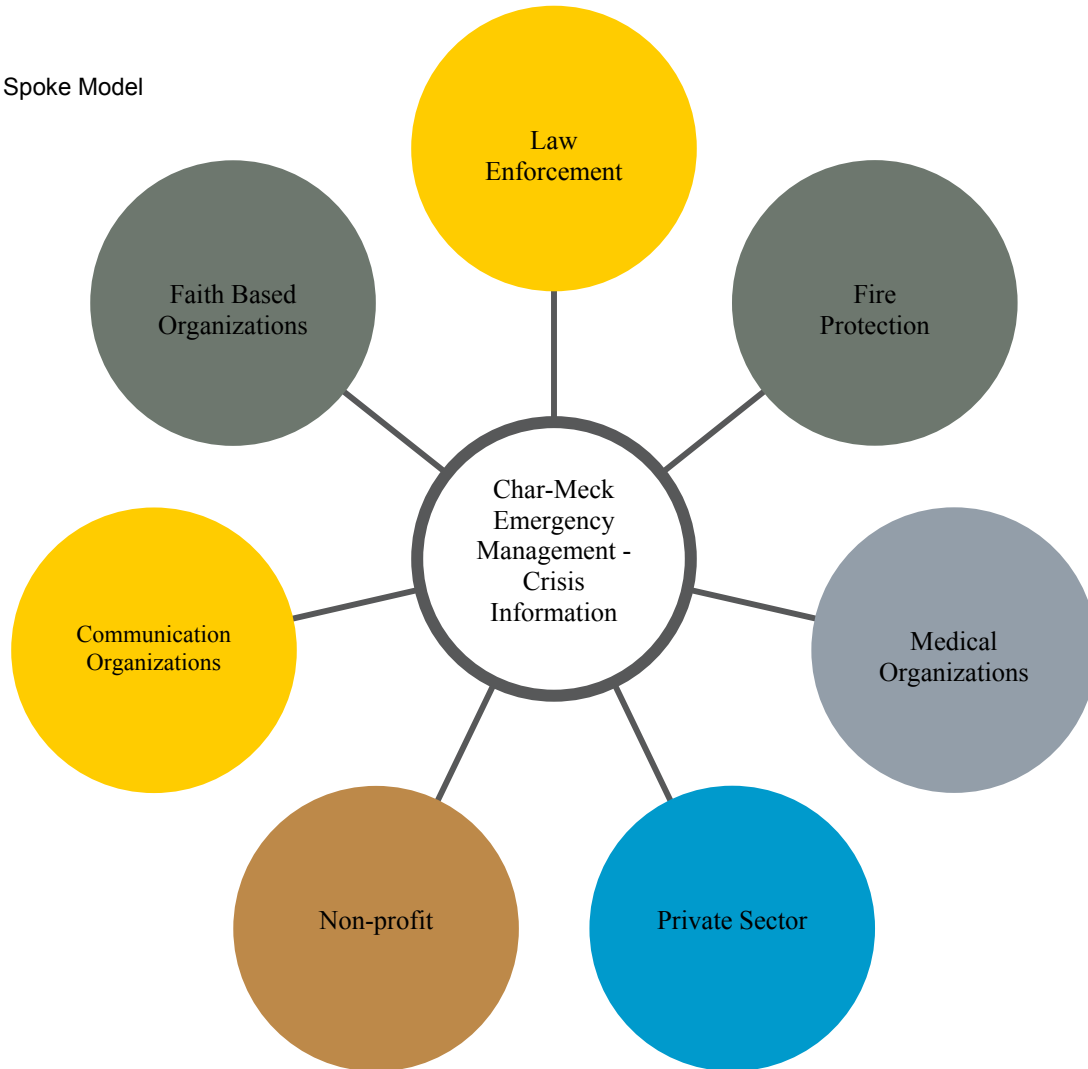 Spoke Model
Law
Enforcement
Faith Based
Organizations
Fire
Protection
Char-Meck
Emergency
Management -
Crisis
Information
Communication
Organizations
Medical
Organizations
Non-profit
Private Sector